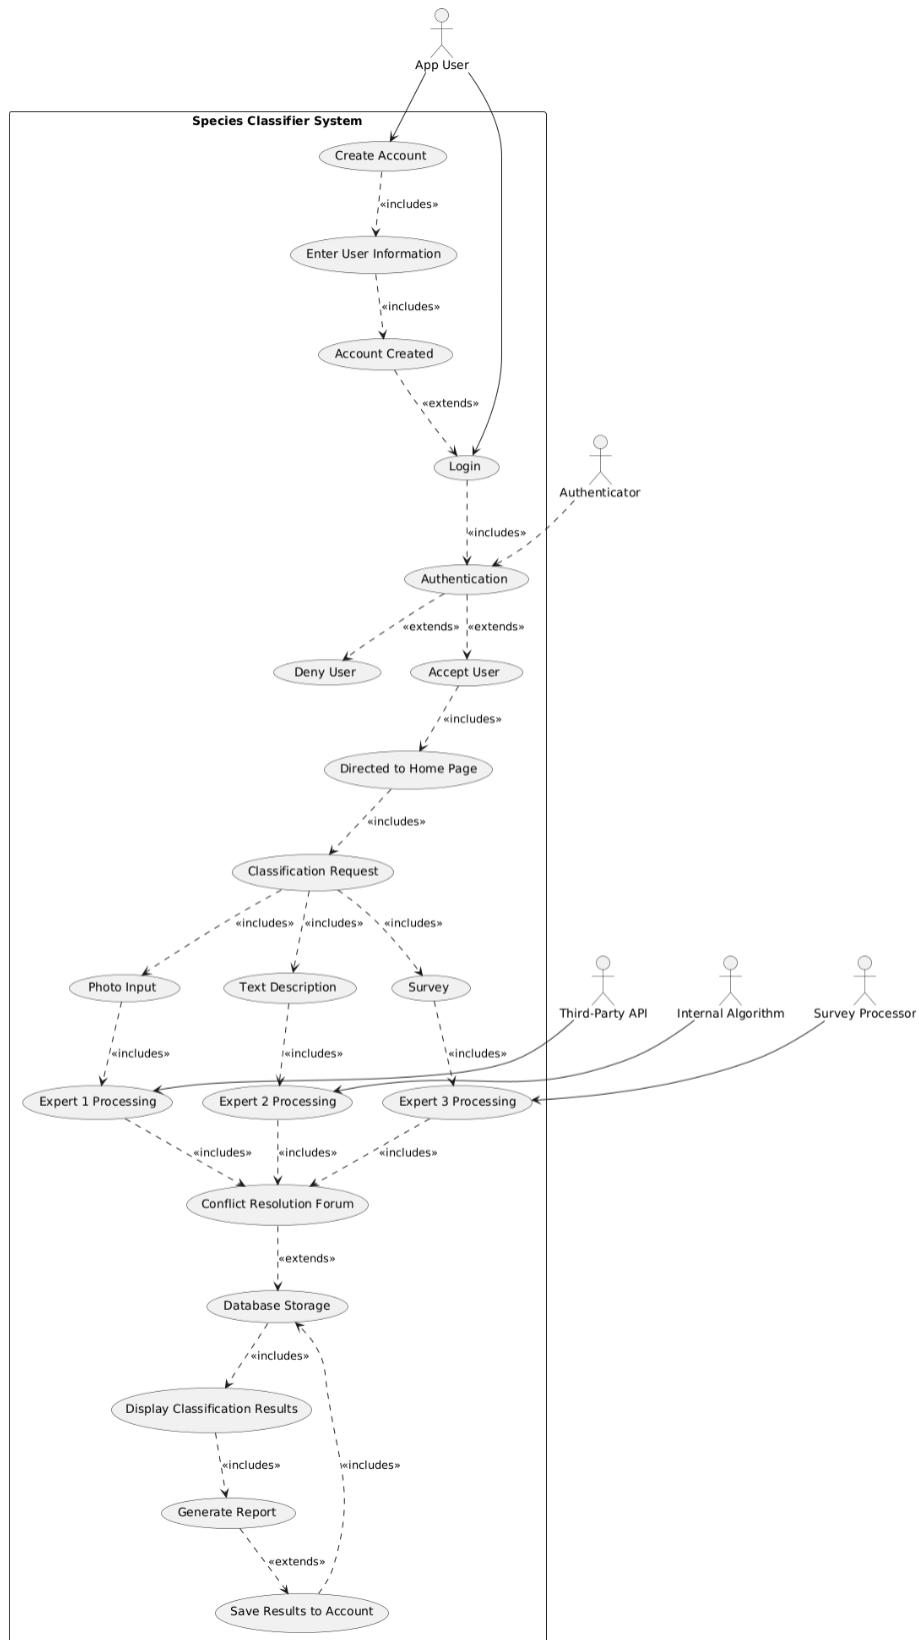 App User
Species Classifier System
Create Account
«includes»
Enter User Information
«includes»
Account Created
«extends»
Login
Authenticator
«includes»
Authentication
«extends»
«extends»
Deny User
Accept User
«includes»
Directed to Home Page
«includes»
Classification Request
«includes»
«includes»
«includes»
Photo Input
Text Description
Survey
Third-Party API
Internal Algorithm
Survey Processor
«includes»
«includes»
«includes»
Expert 1 Processing
Expert 2 Processing
Expert 3 Processing
«includes»
«includes»
«includes»
Conflict Resolution Forum
«extends»
Database Storage
«includes»
Display Classification Results
«includes»
«includes»
Generate Report
«extends»
Save Results to Account